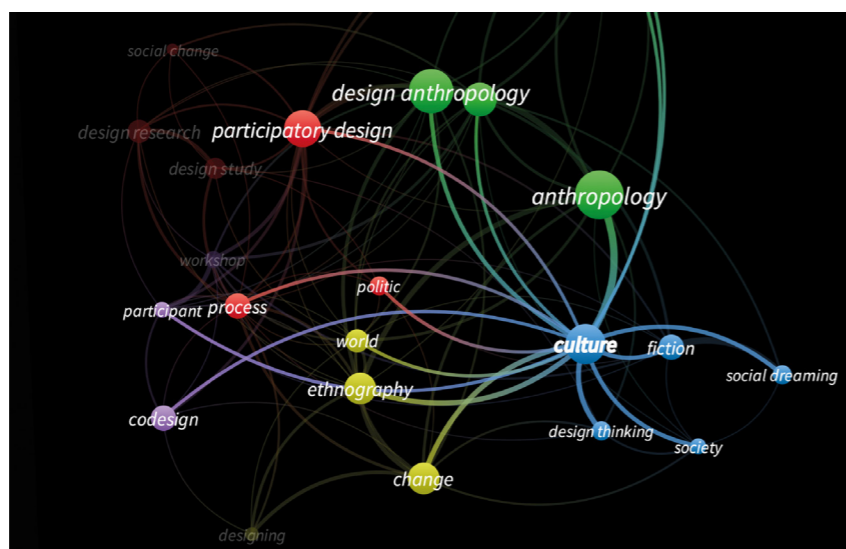 social change
design anthropology
design research
participatory design
design study
anthropology
workshop
politic
participant
process
world
culture
fiction
social dreaming
ethnography
codesign
design thinking
society
change
designing